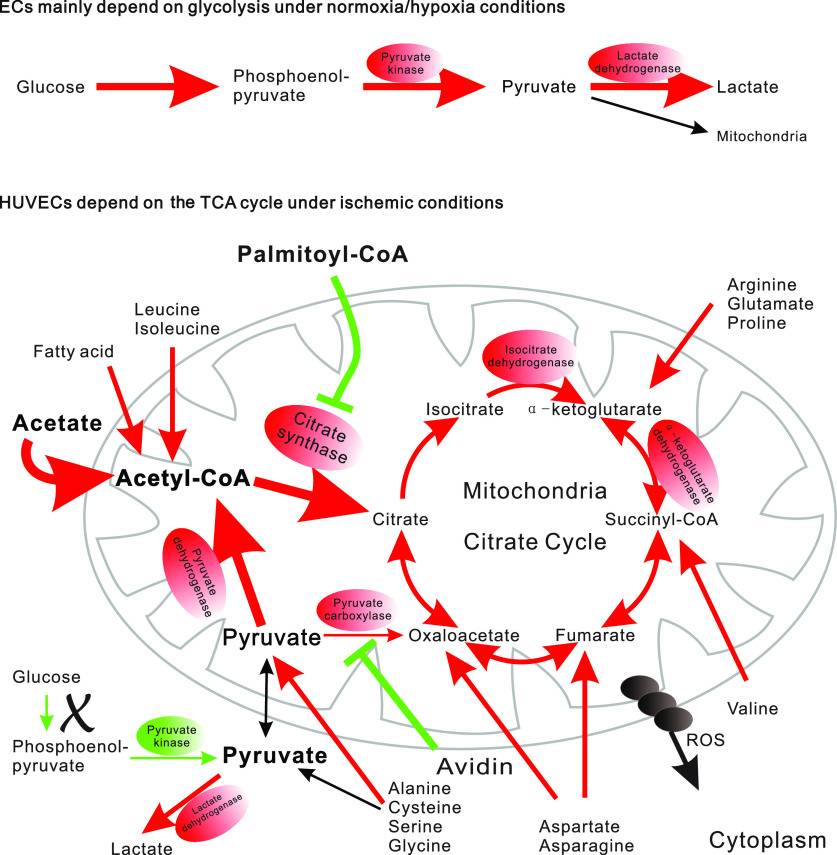 ECs mainly depend on glycolysis under normoxia/hypoxia conditions
Glucose
Phosphoenol-
pyruvate
Pyruvate
kinase
Pyruvate
Lactate
dehydrogenase
Lactate
Mitochondria
HUVECs depend on the TCA cycle under ischemic conditions
Palmitoyl-CoA
Arginine
Glutamate
Proline
Leucine
Isoleucine
Fatty acid
Isocitrate
dehydrogenase
Acetate
Citrate
synthase
Isocitrate
α-ketoglutarate
α-ketoglutarate
dehydrogenase
Acetyl-CoA
Mitochondria
Citrate
Succinyl-CoA
Citrate Cycle
Pyruvate
dehydrogenase
Pyruvate
carboxylase
Pyruvate
Oxaloacetate
Fumarate
Glucose
X
Valine
Phosphoenol-
pyruvate
Pyruvate
kinase
Pyruvate
ROS
Avidin
Alanine
Cysteine
Serine
Glycine
Lactate
dehydrogenase
Lactate
Aspartate
Asparagine
Cytoplasm